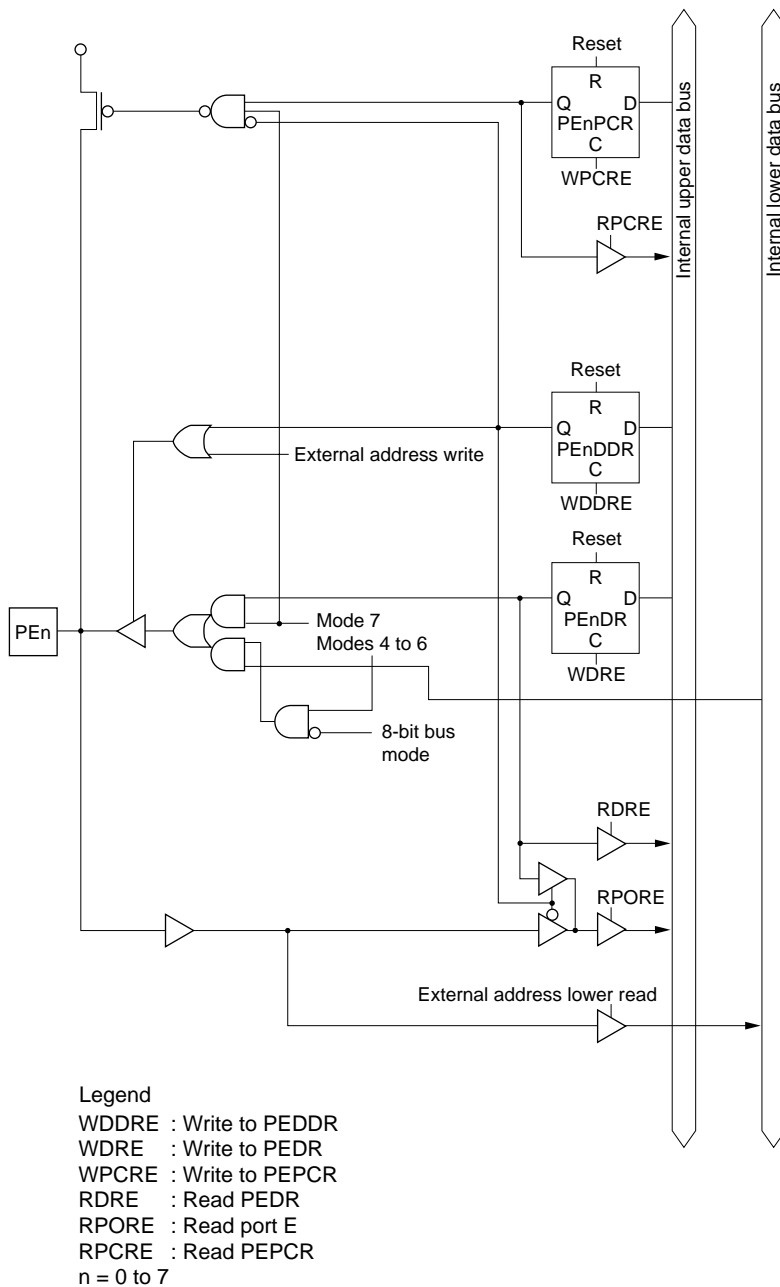 Reset
R
Q D
PEnPCR
C
WPCRE
RPCRE
Internal upper data bus
Internal lower data bus
Reset
R
Q D
PEnDDR
C
WDDRE
External address write
Reset
R
Q D
PEnDR
C
WDRE
PEn
Mode 7
Modes 4 to 6
8-bit bus
mode
RDRE
RPORE
External address lower read
Legend
WDDRE : Write to PEDDR
WDRE : Write to PEDR
WPCRE : Write to PEPCR
RDRE : Read PEDR
RPORE : Read port E
RPCRE : Read PEPCR
n = 0 to 7